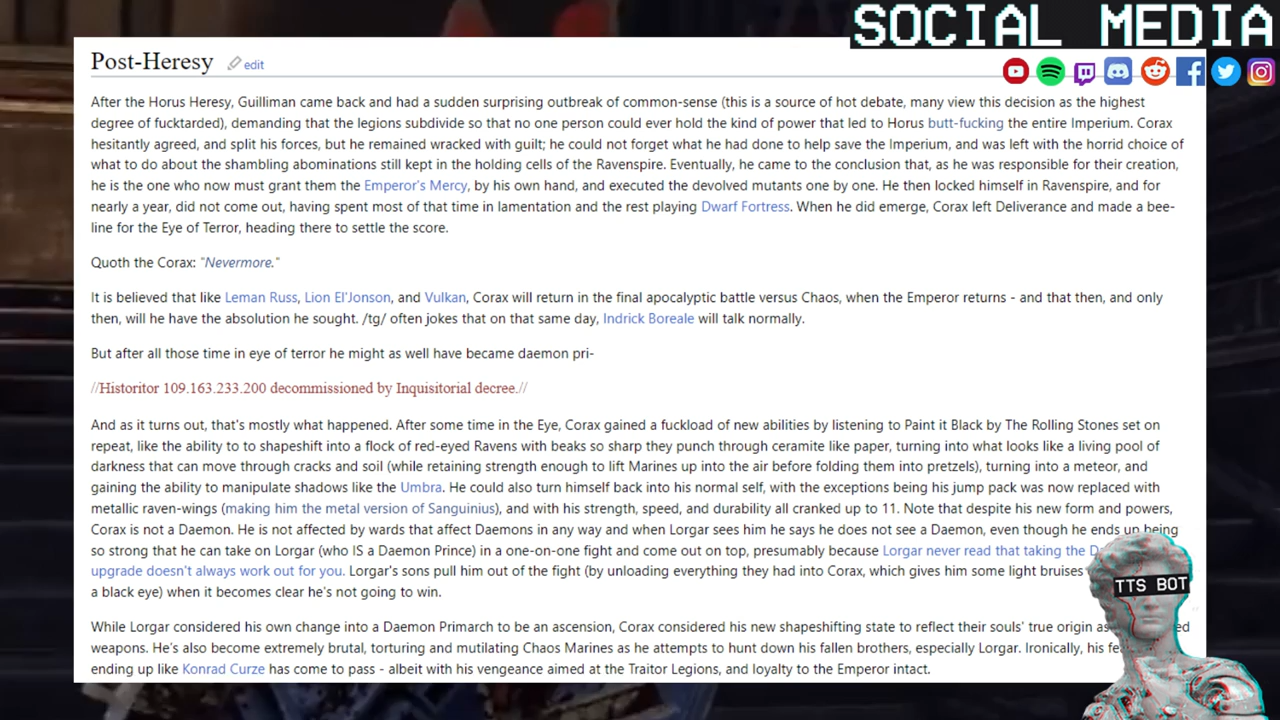 SOCIAL MEDIA
Post-Heresy edit
After the Horus Heresy, Guilliman came back and had a sudden surprising outbreak of common-sense (this is a source of hot debate, many view this decision as the highest
degree of fucktarded), demanding that the legions subdivide so that no one person could ever hold the kind of power that led to Horus butt-fucking the entire Imperium. Corax
hesitantly agreed, and split his forces, but he remained wracked with guilt; he could not forget what he had done to help save the Imperium, and was left with the horrid choice of
what to do about the shambling abominations still kept in the holding cells of the Ravenspire. Eventually, he came to the conclusion that, as he was responsible for their creation,
he is the one who now must grant them the Emperor's Mercy, by his own hand, and executed the devolved mutants one by one. He then locked himself in Ravenspire, and for
nearly a year, did not come out, having spent most of that time in lamentation and the rest playing Dwarf Fortress. When he did emerge, Corax left Deliverance and made a bee-
line for the Eye of Terror, heading there to settle the score.
Quoth the Corax: "Nevermore."
It is believed that like Leman Russ, Lion El'Jonson, and Vulkan, Corax will return in the final apocalyptic battle versus Chaos, when the Emperor returns - and that then, and only
then, will he have the absolution he sought. /tg/ often jokes that on that same day, Indrick Boreale will talk normally.
But after all those time in eye of terror he might as well have became daemon pri-
//Historitor 109.163.233.200 decommissioned by Inquisitorial decree.//
And as it turns out, that's mostly what happened. After some time in the Eye, Corax gained a fuckload of new abilities by listening to Paint it Black by The Rolling Stones set on
repeat, like the ability to to shapeshift into a flock of red-eyed Ravens with beaks so sharp they punch through ceramite like paper, turning into what looks like a living pool of
darkness that can move through cracks and soil (while retaining strength enough to lift Marines up into the air before folding them into pretzels), turning into a meteor, and
gaining the ability to manipulate shadows like the Umbra. He could also turn himself back into his normal self, with the exceptions being his jump pack was now replaced with
metallic raven-wings (making him the metal version of Sanguinius), and with his strength, speed, and durability all cranked up to 11. Note that despite his new form and powers,
Corax is not a Daemon. He is not affected by wards that affect Daemons in any way and when Lorgar sees him he says he does not see a Daemon, even though he ends up being
so strong that he can take on Lorgar (who IS a Daemon Prince) in a one-on-one fight and come out on top, presumably because Lorgar never read that taking the
upgrade doesn't always work out for you. Lorgar's sons pull him out of the fight (by unloading everything they had into Corax, which gives him some light bruises
a black eye) when it becomes clear he's not going to win.
TTS BOT
While Lorgar considered his own change into a Daemon Primarch to be an ascension, Corax considered his new shapeshifting state to reflect their souls' true origin
weapons. He's also become extremely brutal, torturing and mutilating Chaos Marines as he attempts to hunt down his fallen brothers, especially Lorgar. Ironically, his
ending up like Konrad Curze has come to pass - albeit with his vengeance aimed at the Traitor Legions, and loyalty to the Emperor intact.